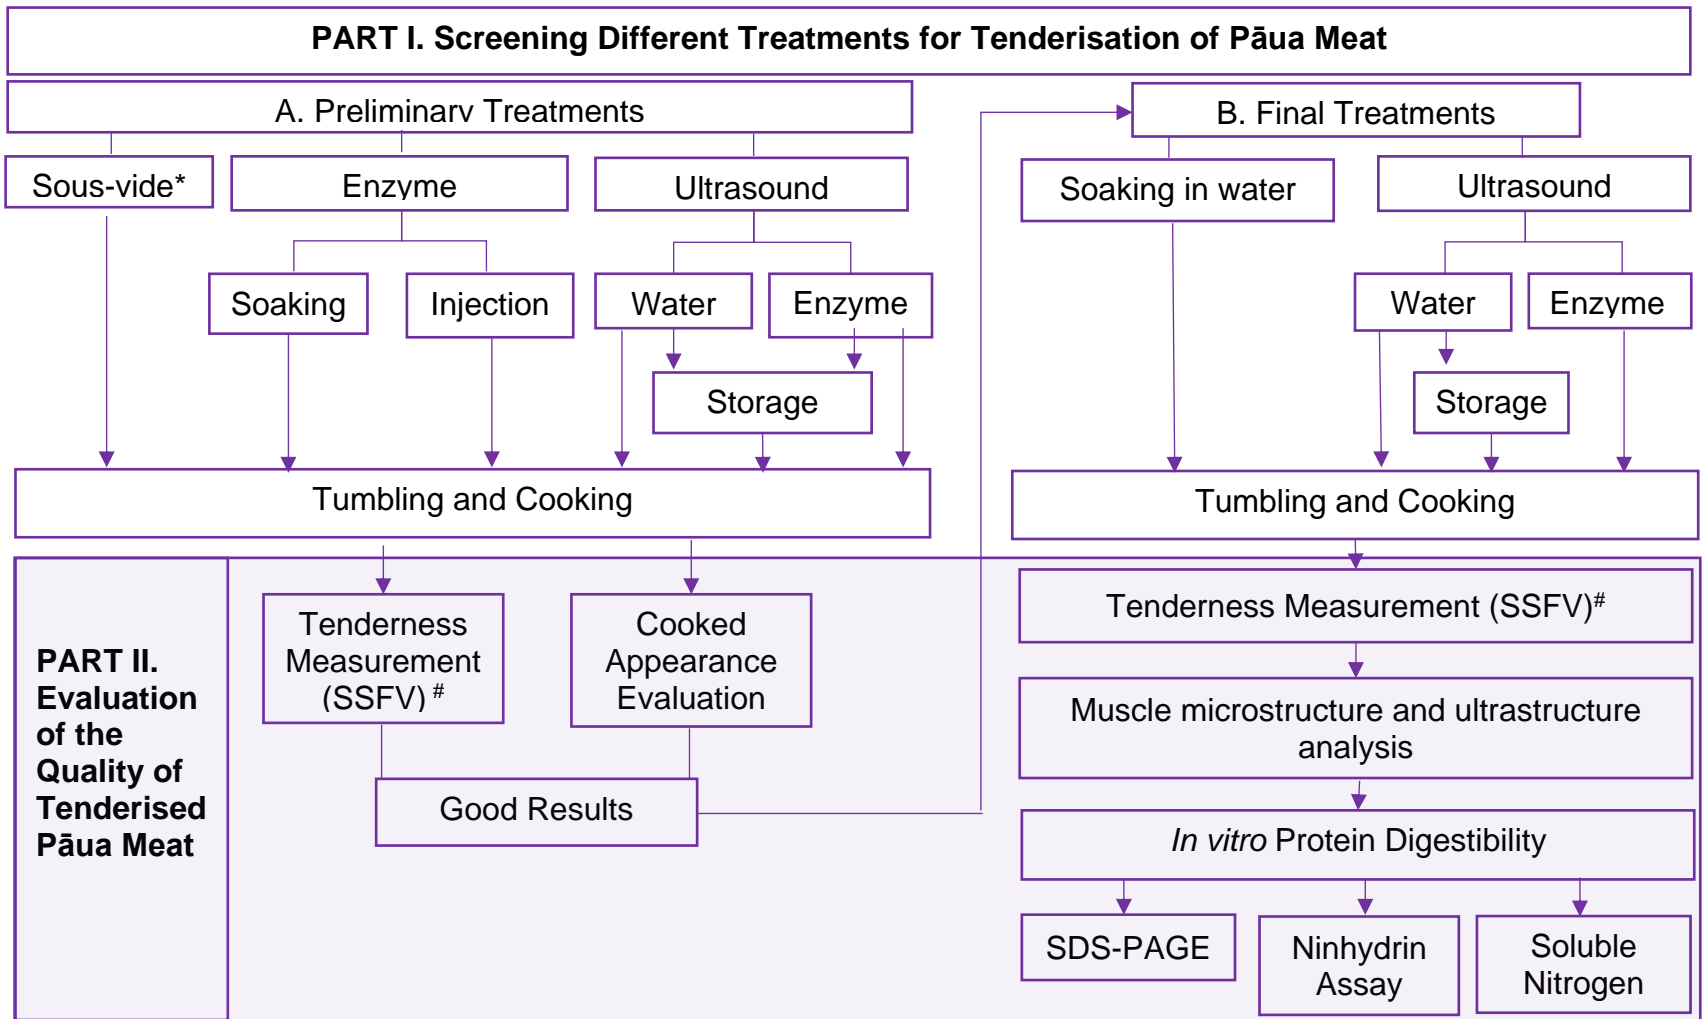 PART I. Screening Different Treatments for Tenderisation of Pāua Meat
A. Preliminary Treatments
B. Final Treatments
Sous-vide*
Enzyme
Ultrasound
Soaking in water
Ultrasound
Soaking
Injection
Water
Enzyme
Water
Enzyme
Storage
Storage
Tumbling and Cooking
Tumbling and Cooking
PART II.
Evaluation
of the
Quality of
Tenderised
Pāua Meat
Tenderness
Measurement
(SSFV) #
Cooked
Appearance
Evaluation
Good Results
Tenderness Measurement (SSFV)#
Muscle microstructure and ultrastructure
analysis
In vitro Protein Digestibility
SDS-PAGE
Ninhydrin
Assay
Soluble
Nitrogen